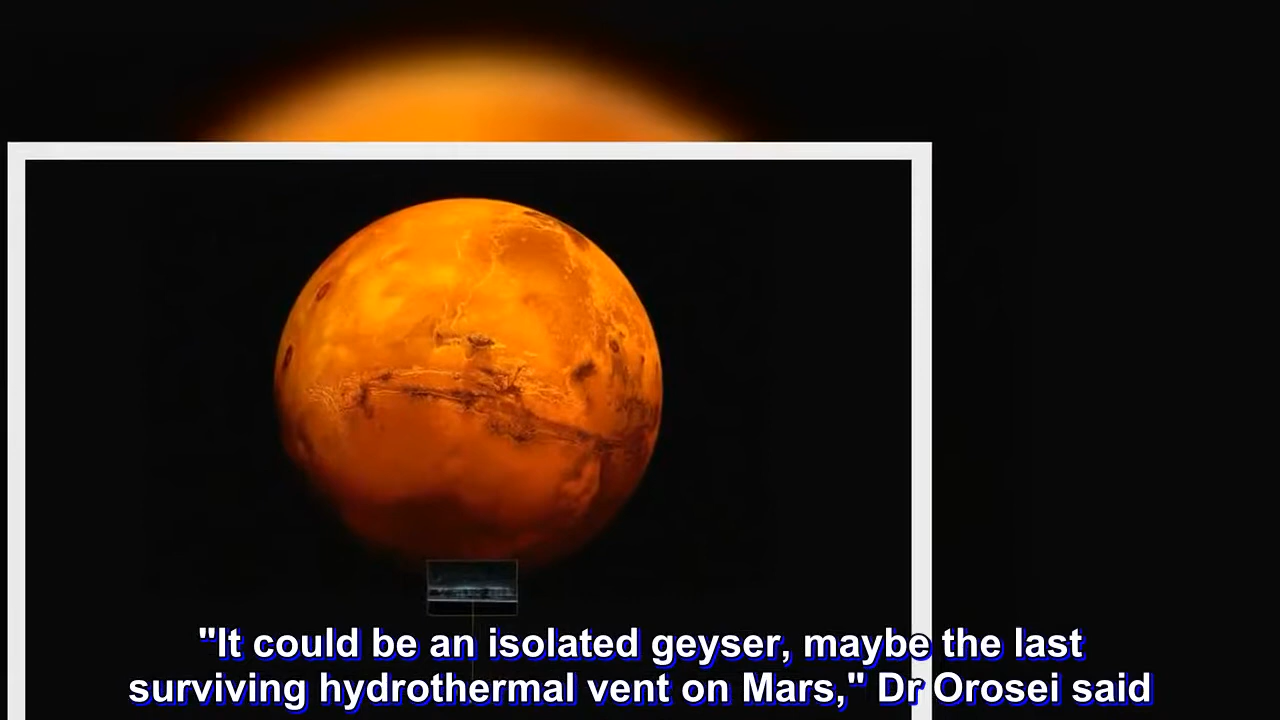 "It could be an isolated geyser, maybe the last
surviving hydrothermal vent on Mars," Dr Orosei said